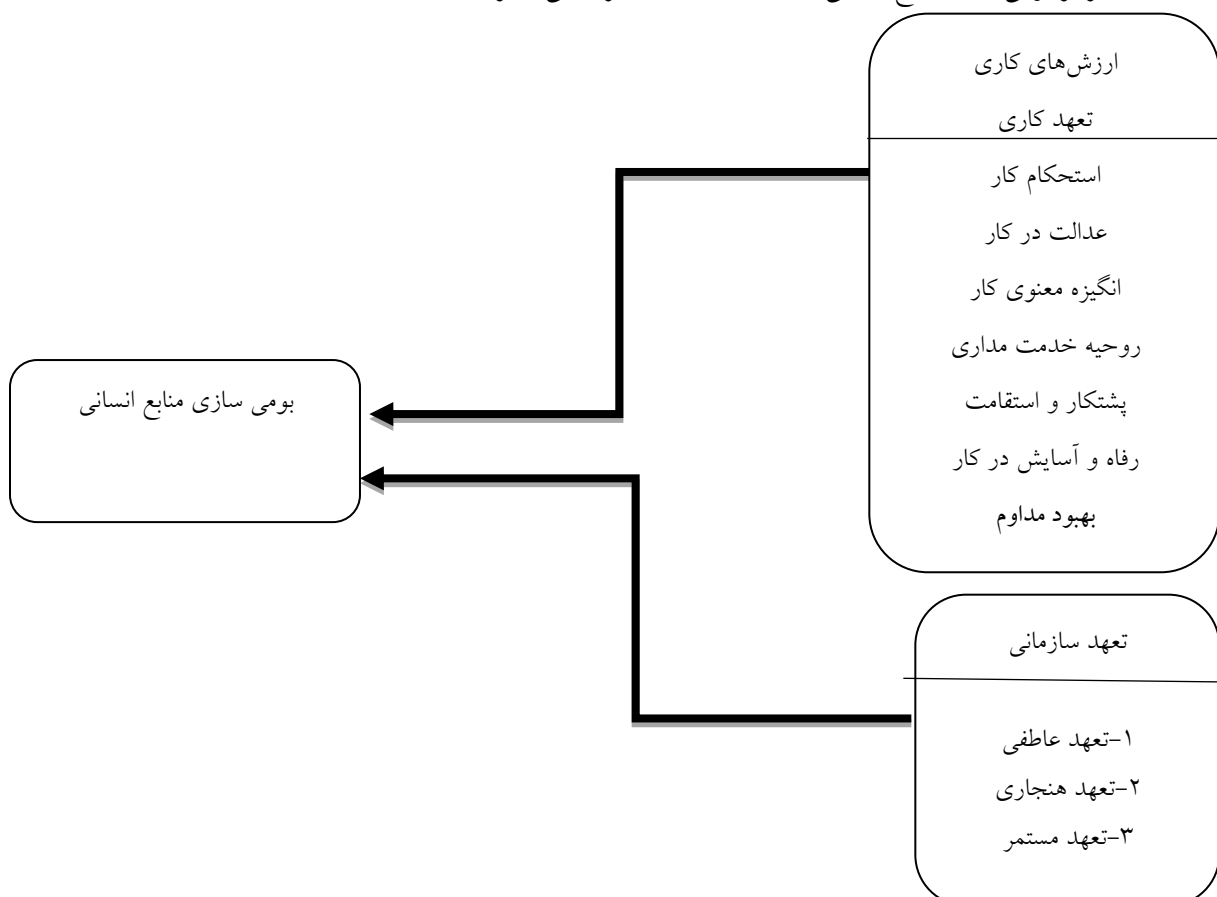 ارزش‌های کاری
تعهد کاری
استحکام کار
عدالت در کار
انگیزه معنوی کار
روحیه خدمت مداری
پشتکار و استقامت
رفاه و آسایش در کار
بهبود مداوم
بومی سازی منابع انسانی
تعهد سازمانی
۱-تعهد عاطفی
۲-تعهد هنجاری
۳-تعهد مستمر